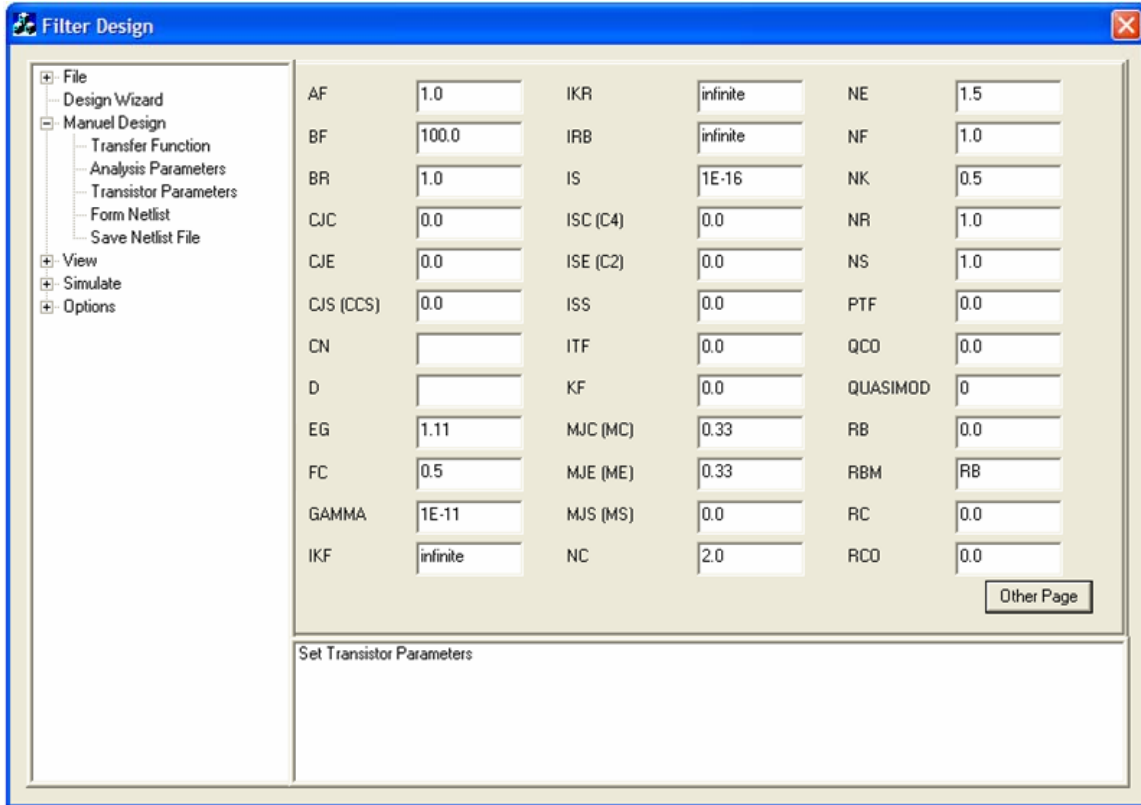 Filter Design
File
Design Wizard
Manuel Design
Transfer Function
Analysis Parameters
Transistor Parameters
Form Netlist
Save Netlist File
View
Simulate
Options
AF 1.0 IKR infinite NE 1.5
BF 100.0 IRB infinite NF 1.0
BR 1.0 IS 1E-16 NK 0.5
CJC 0.0 ISC (C4) 0.0 NR 1.0
CJE 0.0 ISE (C2) 0.0 NS 1.0
CJS (CCS) 0.0 ISS 0.0 PTF 0.0
CN ITF 0.0 QCO 0.0
D KF 0.0 QUASIMOD 0
EG 1.11 MJC (MC) 0.33 RB 0.0
FC 0.5 MJE (ME) 0.33 RBM RB
GAMMA 1E-11 MJS (MS) 0.0 RC 0.0
IKF infinite NC 2.0 RCO 0.0
Other Page
Set Transistor Parameters